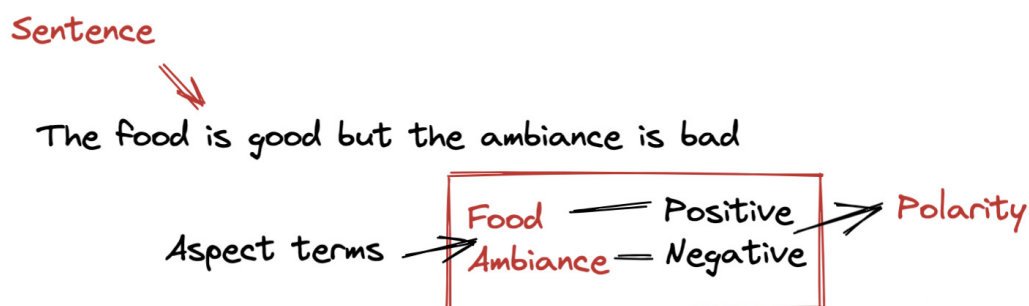 Sentence
The food is good but the ambiance is bad
Food Positive
Polarity
Aspect terms
Ambiance Negative